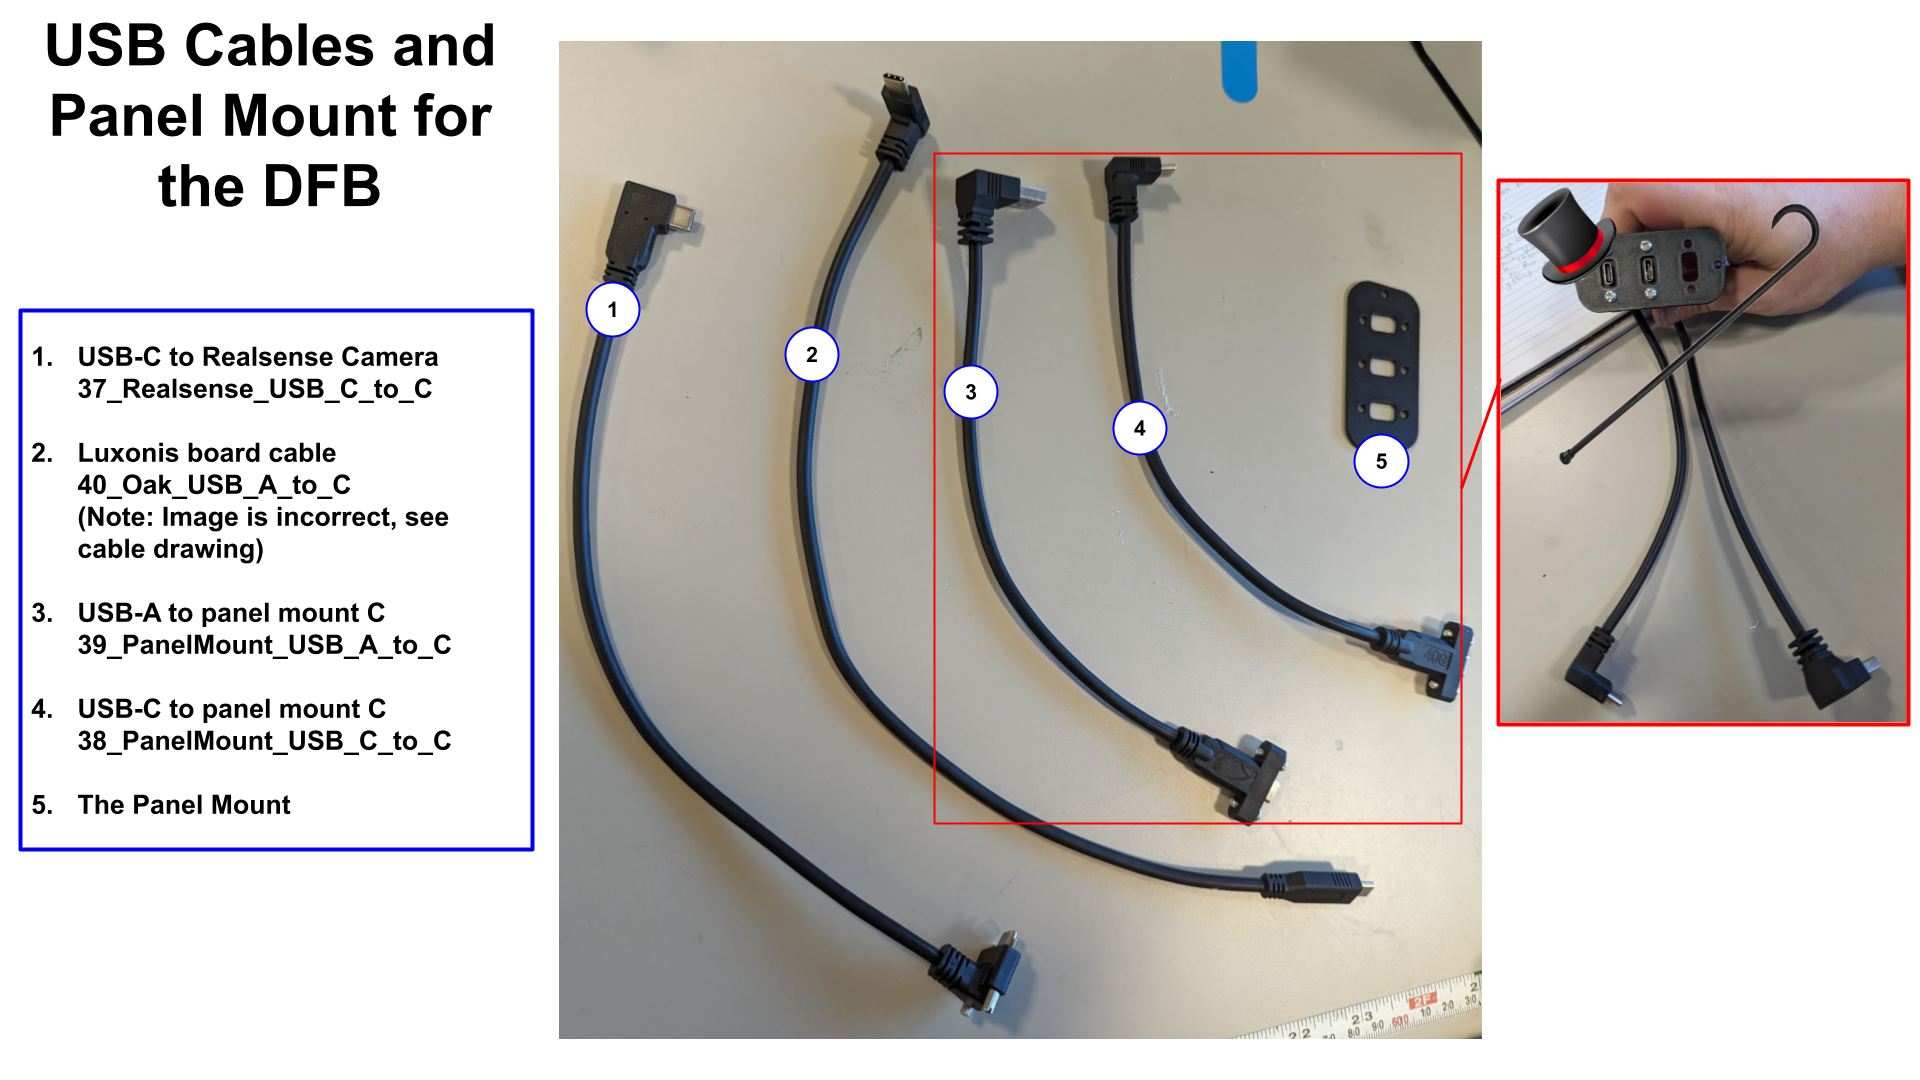 USB Cables and
Panel Mount for
the DFB
1. USB-C to Realsense Camera
37_Realsense_USB_C_to_C
2. Luxonis board cable
40_Oak_USB_A_to_C
(Note: Image is incorrect, see
cable drawing)
3. USB-A to panel mount C
39_PanelMount_USB_A_to_C
4. USB-C to panel mount C
38_PanelMount_USB_C_to_C
5. The Panel Mount
1
2
3
4
5
40G
2F